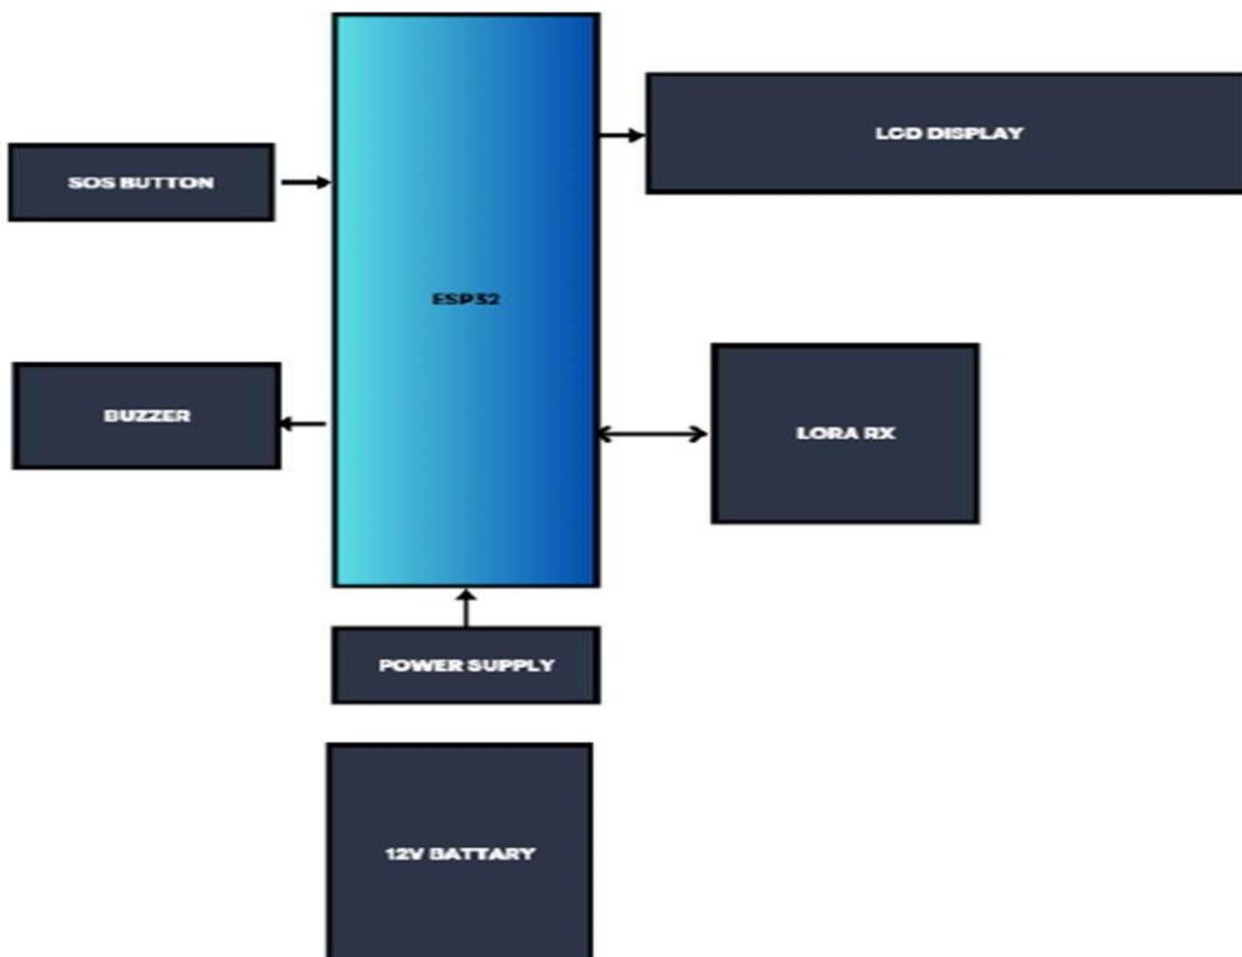 LCD DISPLAY
SOS BUTTON
ESP32
BUZZER
LORA RX
POWER SUPPLY
12V BATTARY